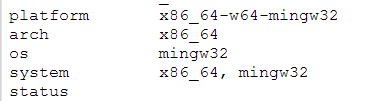 _
platform x86_64-w64-mingw32
arch x86_64
os mingw32
system x86_64, mingw32
status